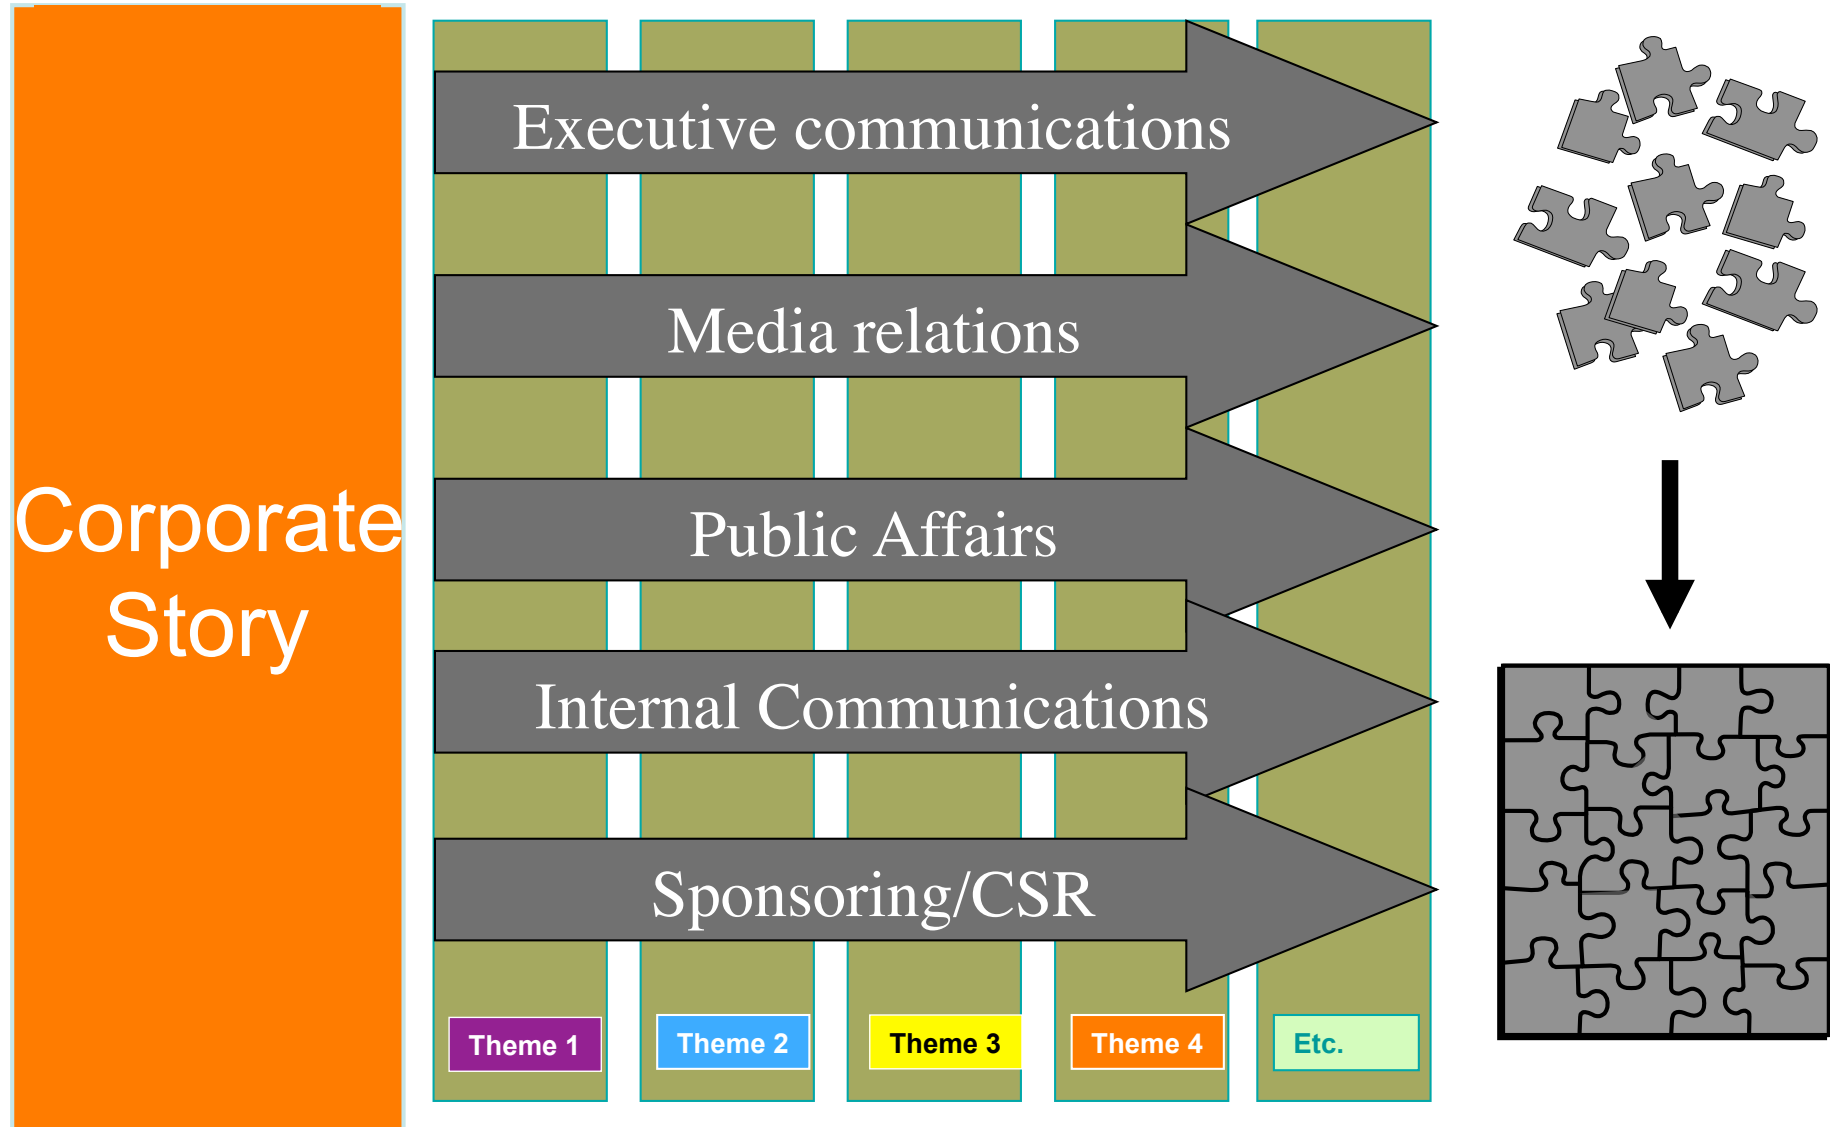 Corporate
Story
Executive communications
Media relations
Public Affairs
Internal Communications
Sponsoring/CSR
Theme 1
Theme 2
Theme 3
Theme 4
Etc.